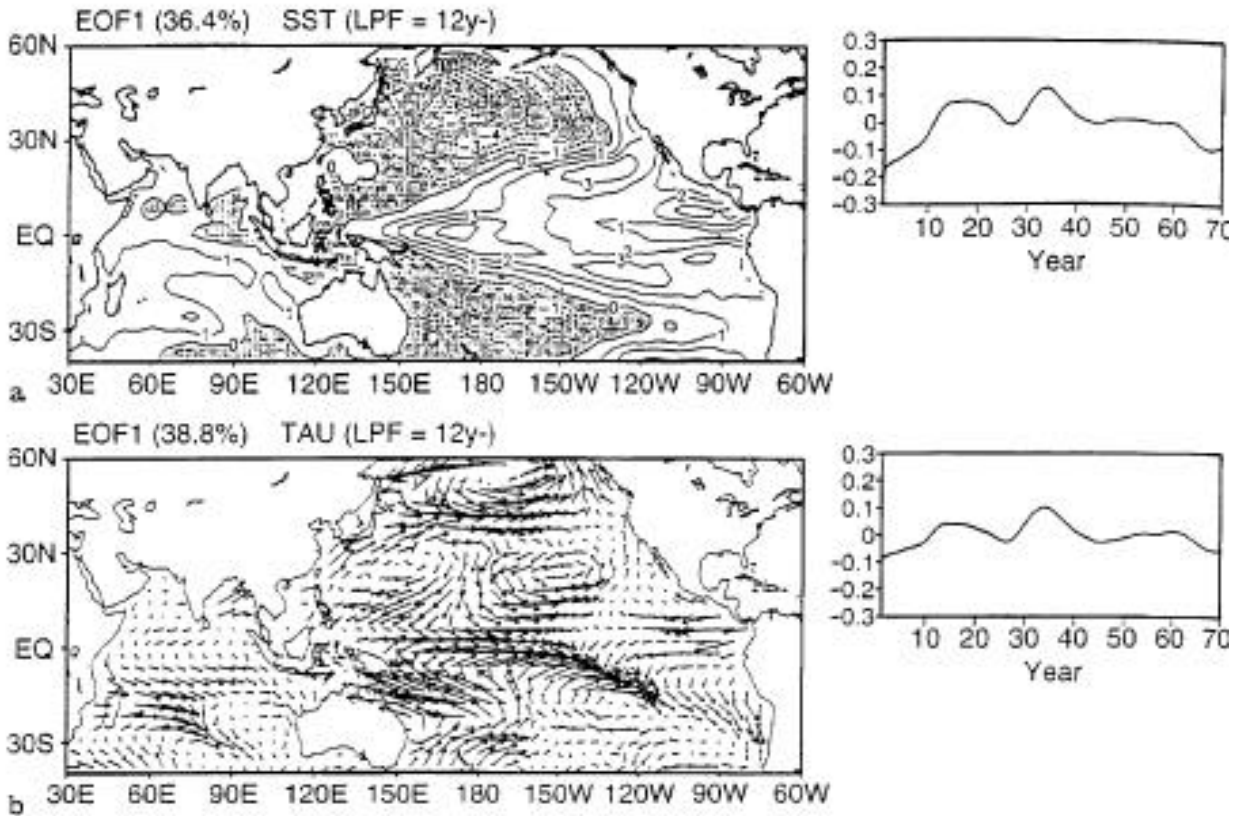 EOF1 (36.4%) SST (LPF = 12y-)
60N
30N
EQ
30S
30E 60E 90E 120E 150E 180 150W 120W 90W 60W
a
0.3
0.3
0.1
0
-0.1
-0.2
-0.3
10 20 30 40 50 60 70
Year
EOF1 (38.8%) TAU (LPF = 12y-)
60N
30N
EQ
30S
30E 60E 90E 120E 150E 180 150W 120W 90W 60W
b
0.3
0.2
0.1
0
-0.1
-0.2
-0.3
10 20 30 40 50 60 70
Year